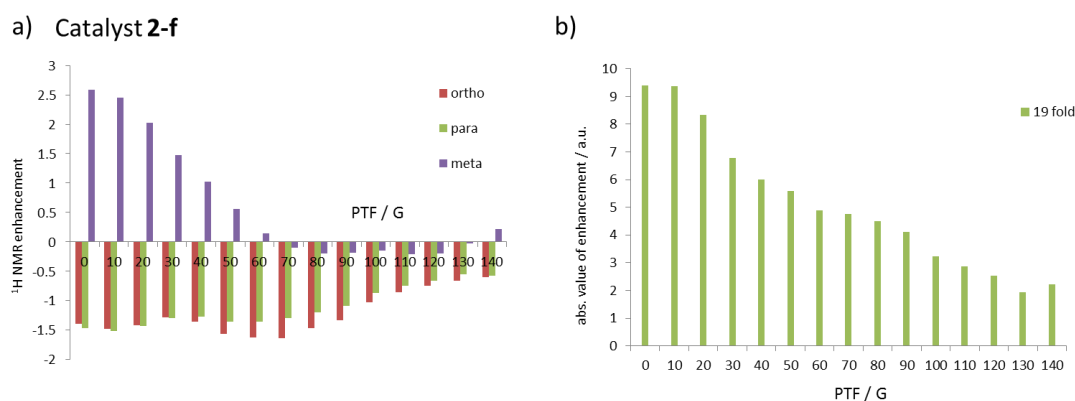 a) Catalyst 2-f
3
2.5
2
1.5
1
0.5
0
-0.5
-1
-1.5
-2
¹H NMR enhancement
ortho
para
meta
PTF / G
0 10 20 30 40 50 60 70 80 90 100 110 120 130 140
b)
10
9
8
7
6
5
4
3
2
1
0
abs. value of enhancement / a.u.
19 fold
0 10 20 30 40 50 60 70 80 90 100 110 120 130 140
PTF / G